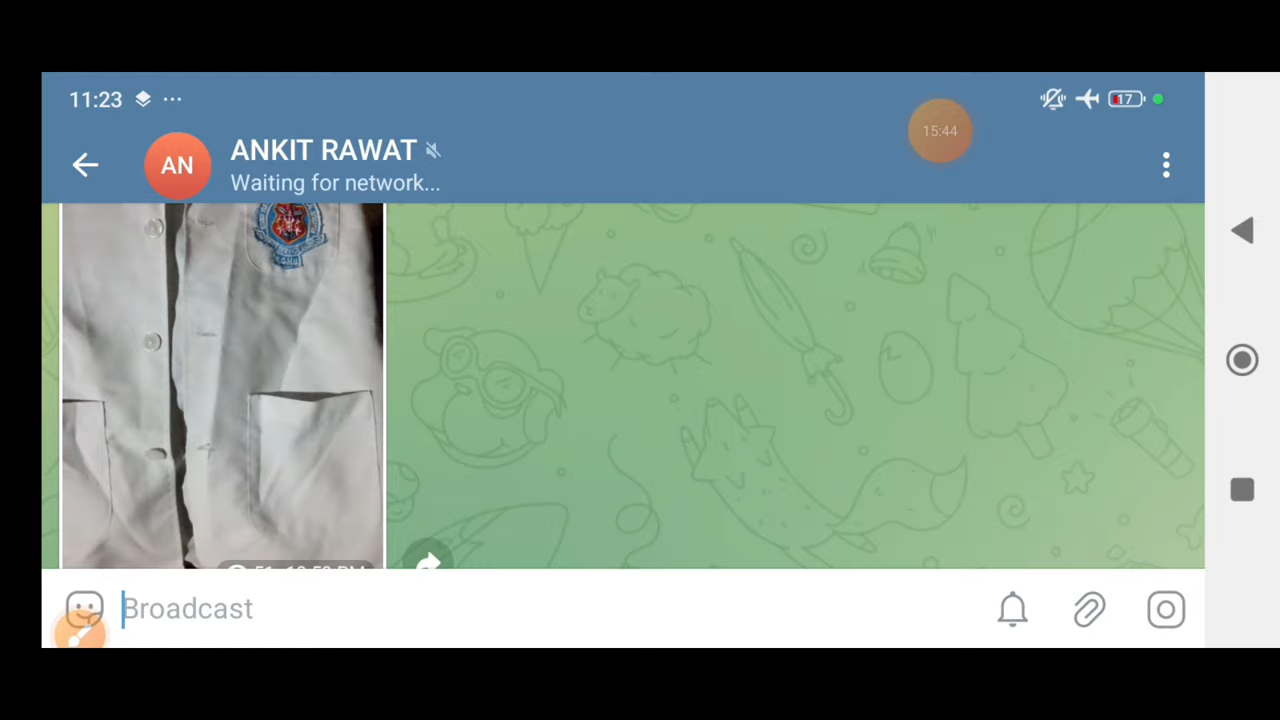 11:23
17
15:44
AN
ANKIT RAWAT
Waiting for network...
Broadcast